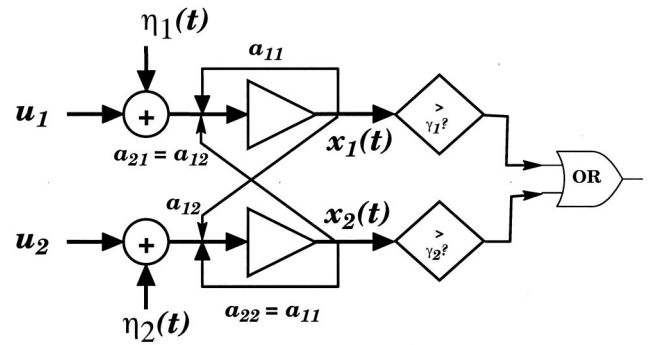 η1(t)
a11
u1
+
x1(t)
>
γ1?
a21 = a12
OR
a12
x2(t)
u2
+
>
γ2?
η2(t)
a22 = a11